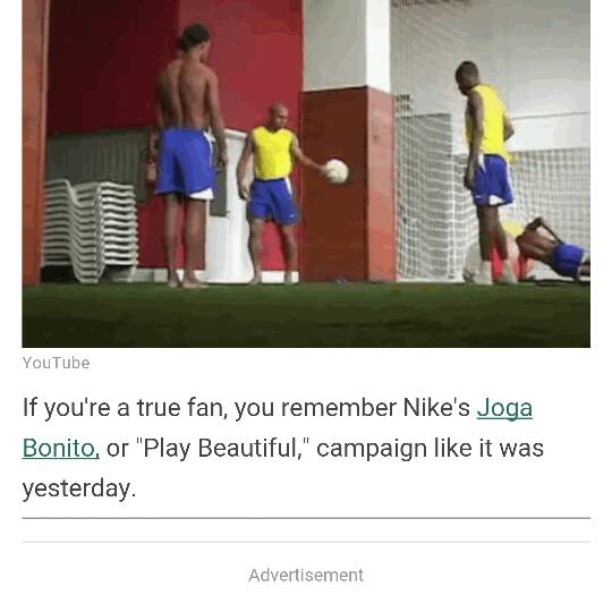 YouTube
If you're a true fan, you remember Nike's Joga
Bonito, or "Play Beautiful," campaign like it was
yesterday.
Advertisement